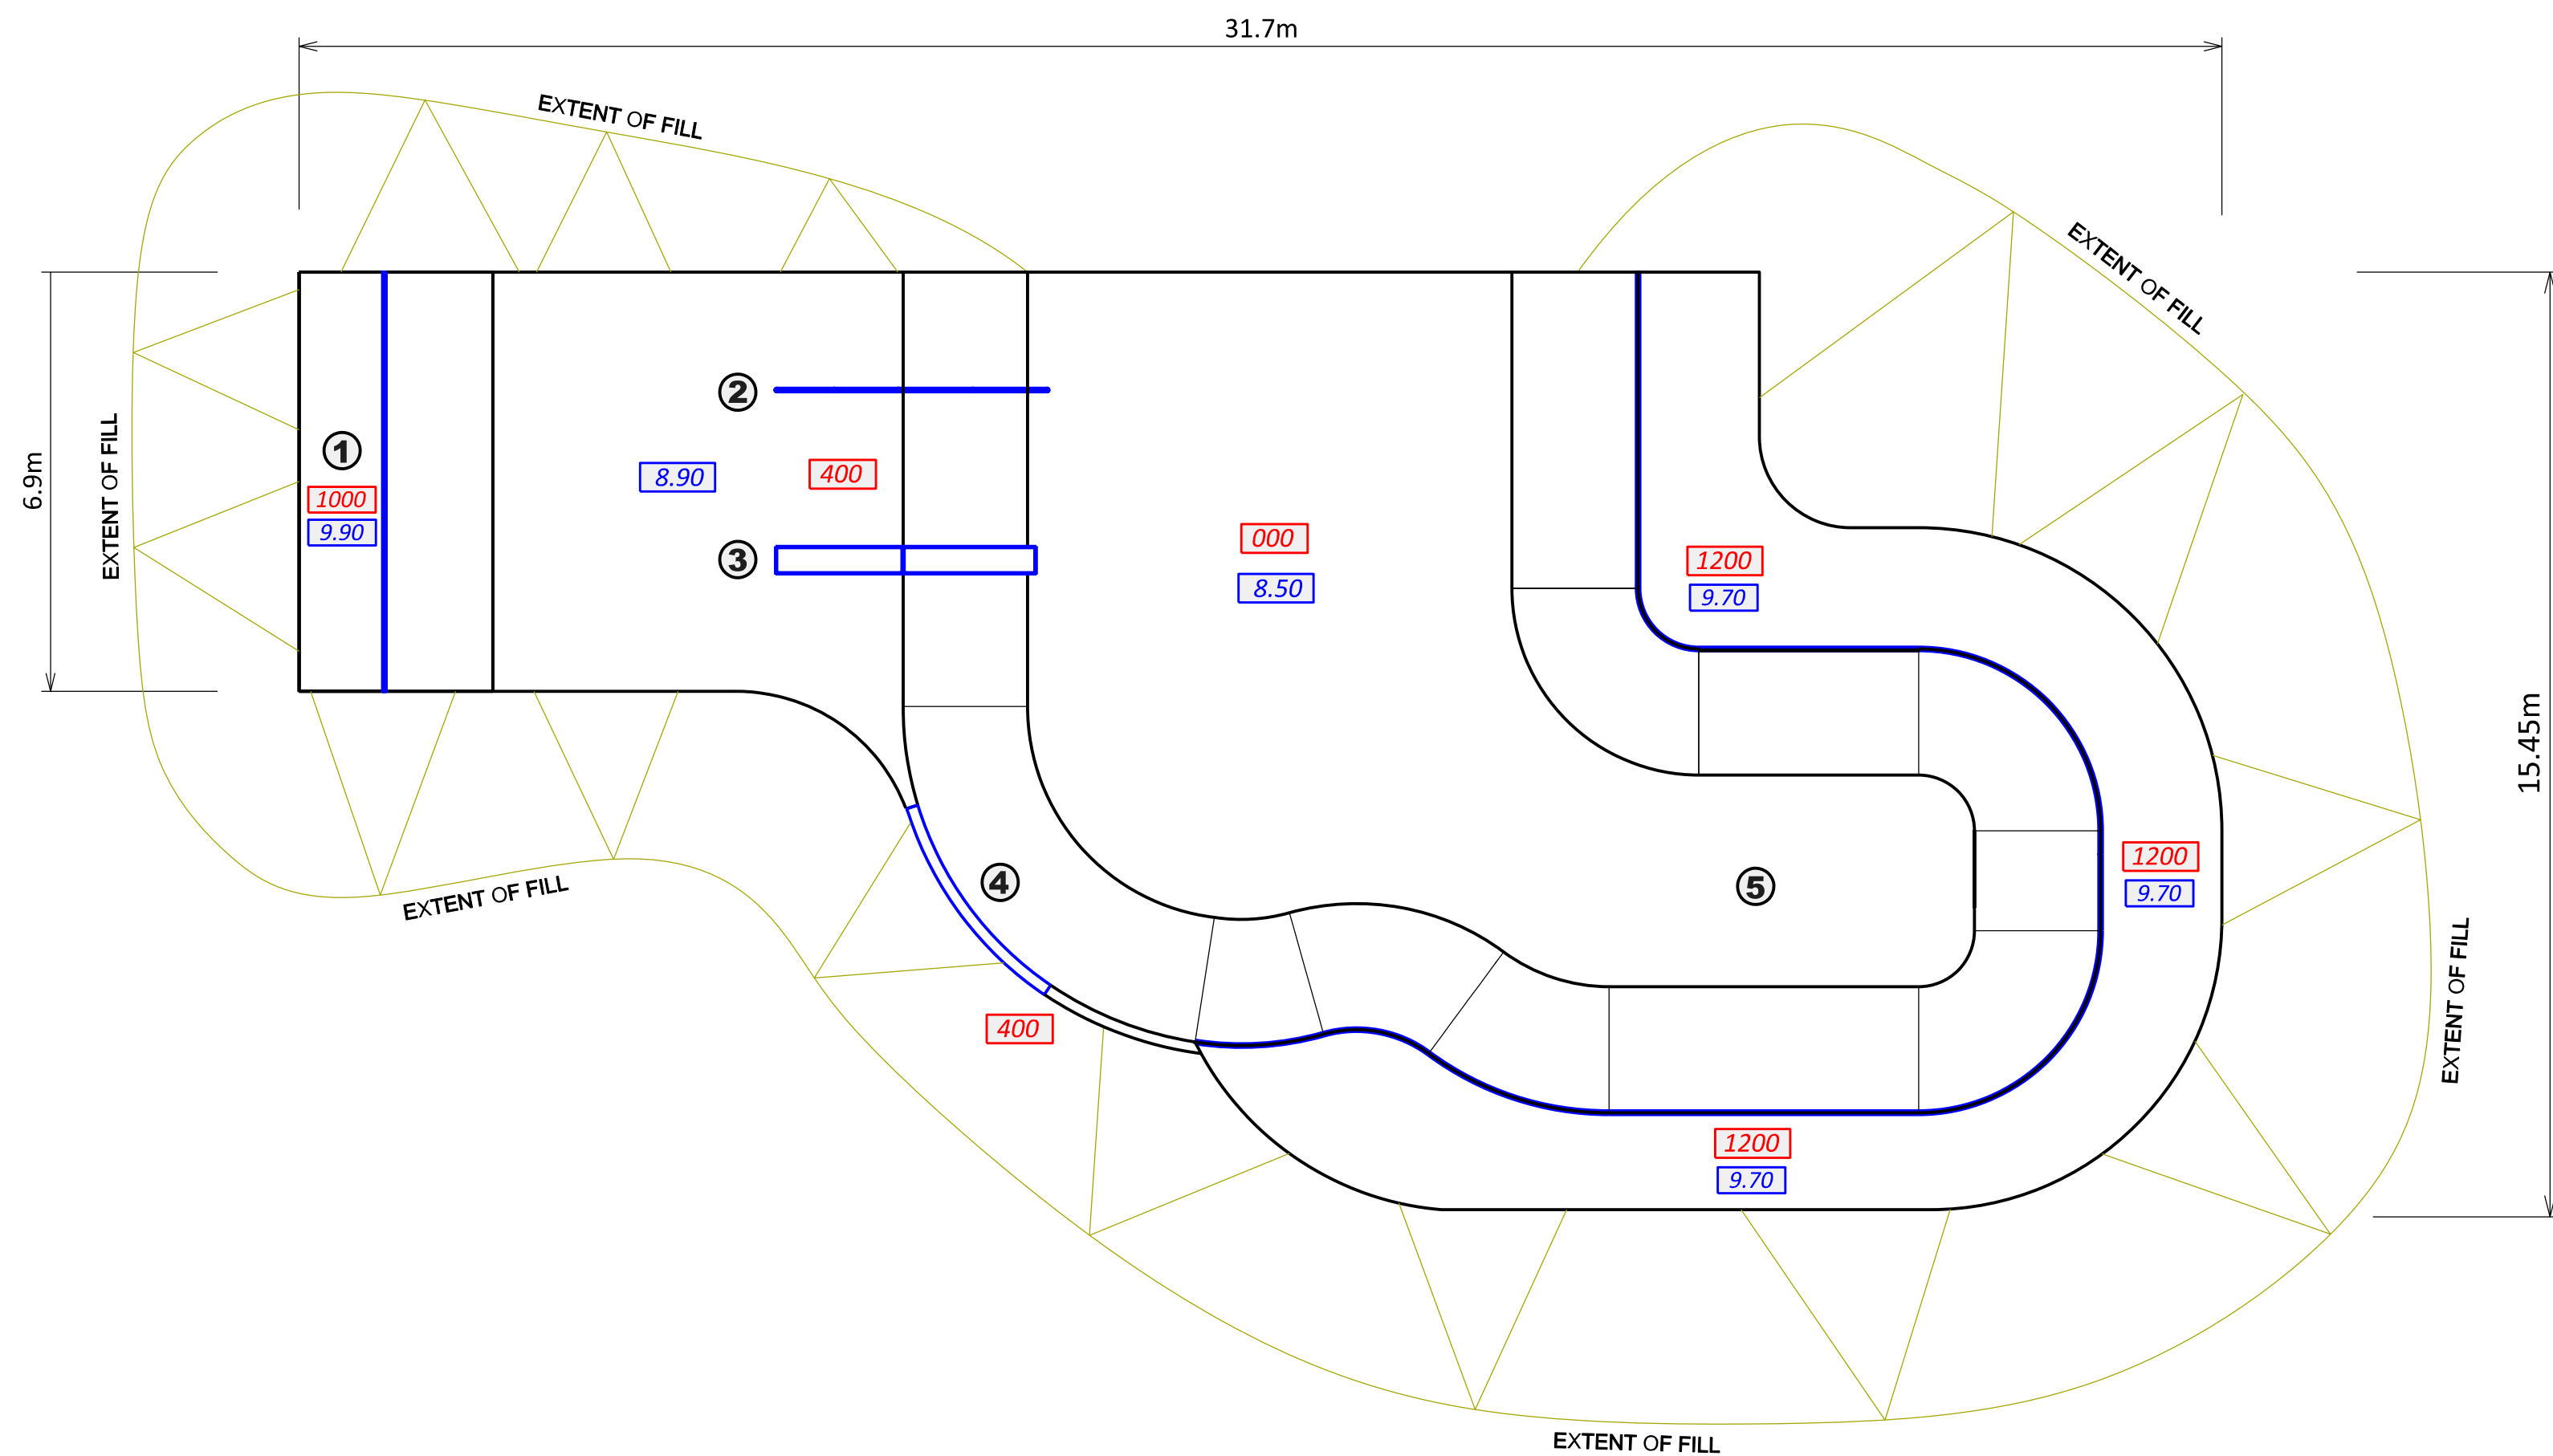 31.7m
EXTENT OF FILL
EXTENT OF FILL
2
8.90
400
1
1000
9.90
6.9m
EXTENT OF FILL
3
000
8.50
1200
9.70
15.45m
4
5
1200
9.70
EXTENT OF FILL
400
EXTENT OF FILL
1200
9.70
EXTENT OF FILL